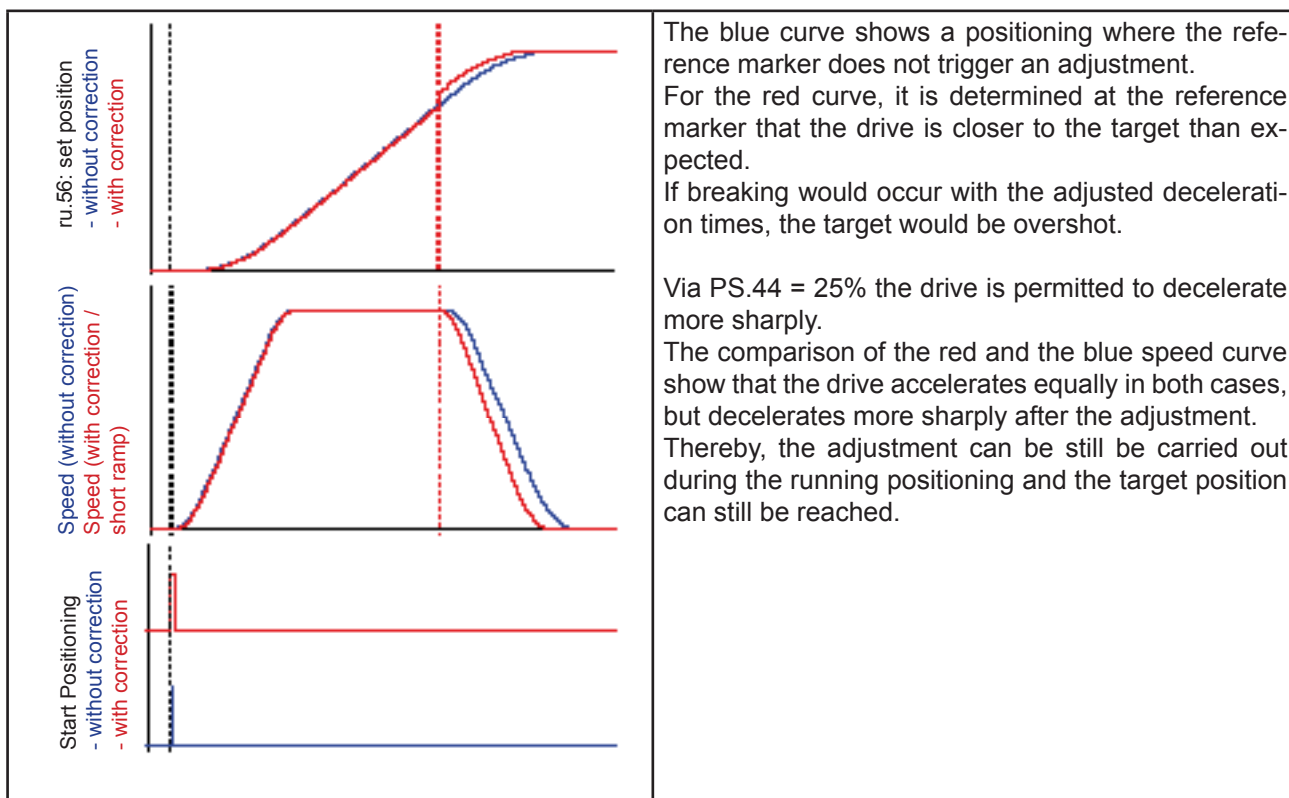 ru.56: set position
- without correction
- with correction
Speed (without correction)
Speed (with correction /
short ramp)
Start Positioning
- without correction
- with correction
The blue curve shows a positioning where the refe-
rence marker does not trigger an adjustment.
For the red curve, it is determined at the reference
marker that the drive is closer to the target than ex-
pected.
If breaking would occur with the adjusted decelerati-
on times, the target would be overshot.
Via PS.44 = 25% the drive is permitted to decelerate
more sharply.
The comparison of the red and the blue speed curve
show that the drive accelerates equally in both cases,
but decelerates more sharply after the adjustment.
Thereby, the adjustment can be still be carried out
during the running positioning and the target position
can still be reached.